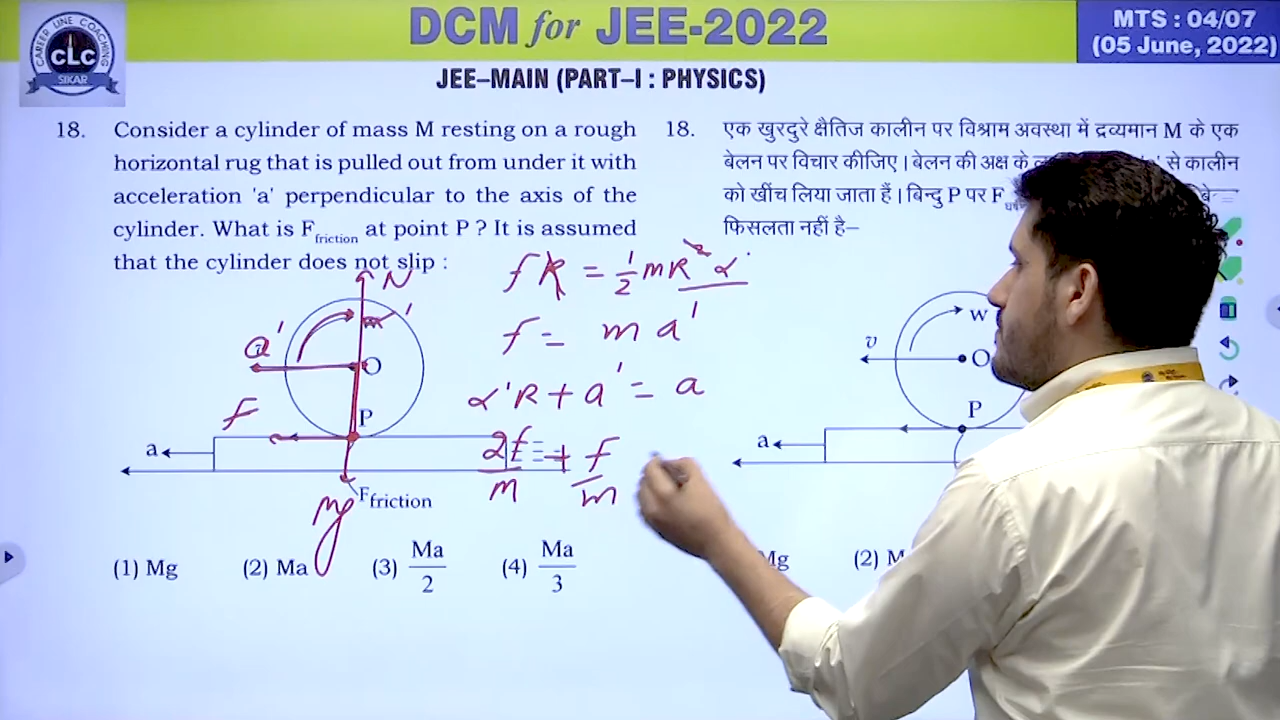 CAREER LINE COACHING
CLC
SIKAR
DCM for JEE-2022
MTS : 04/07
(05 June, 2022)
JEE–MAIN (PART–I : PHYSICS)
18. Consider a cylinder of mass M resting on a rough
horizontal rug that is pulled out from under it with
acceleration 'a' perpendicular to the axis of the
cylinder. What is Ffriction at point P ? It is assumed
that the cylinder does not slip :
N
a'
O
f
P
a
mg
Ffriction
fR = 1/2 mR² α'
f = m a'
α'R + a' = a
2f/m + f/m
(1) Mg (2) Ma (3) Ma/2 (4) Ma/3
18. एक खुरदुरे क्षैतिज कालीन पर विश्राम अवस्था में द्रव्यमान M के एक
बेलन पर विचार कीजिए। बेलन की अक्ष के से कालीन
को खींच लिया जाता हैं। बिन्दु P पर F
फिसलता नहीं है–
w
v
O
P
a
Mg (2)